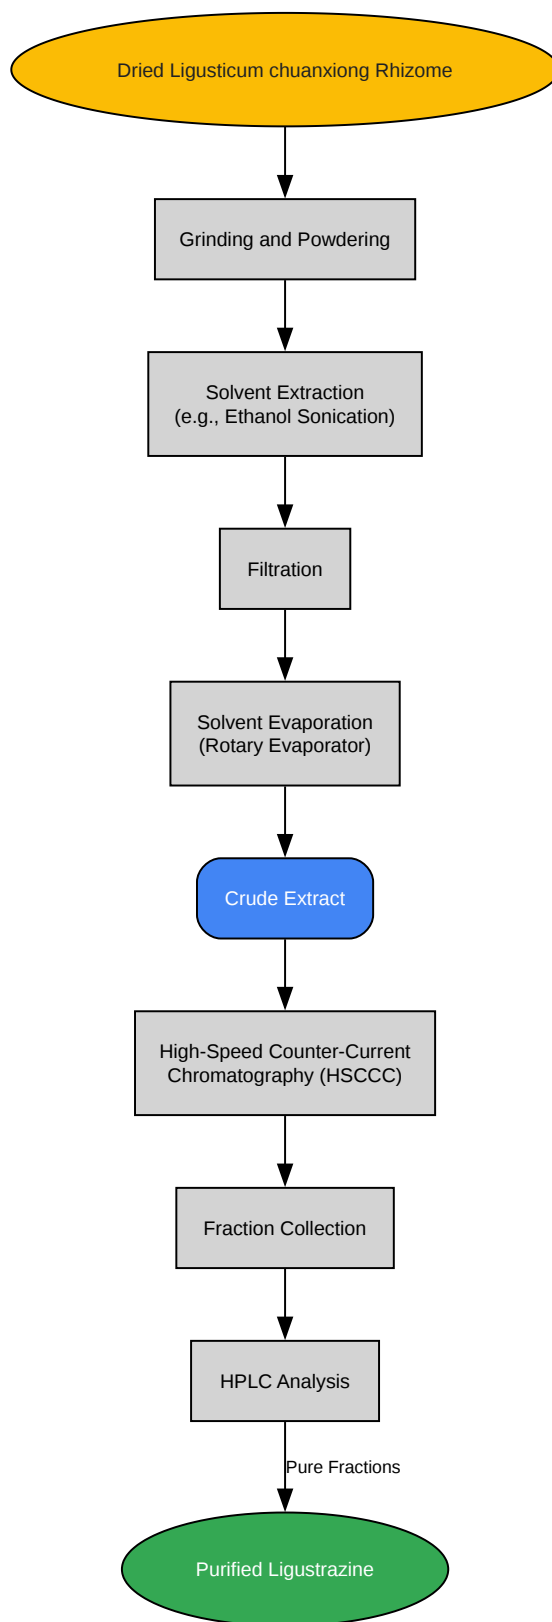 Dried Ligusticum chuanxiong Rhizome
Grinding and Powdering
Solvent Extraction
(e.g., Ethanol Sonication)
Filtration
Solvent Evaporation
(Rotary Evaporator)
Crude Extract
High-Speed Counter-Current
Chromatography (HSCCC)
Fraction Collection
HPLC Analysis
Pure Fractions
Purified Ligustrazine